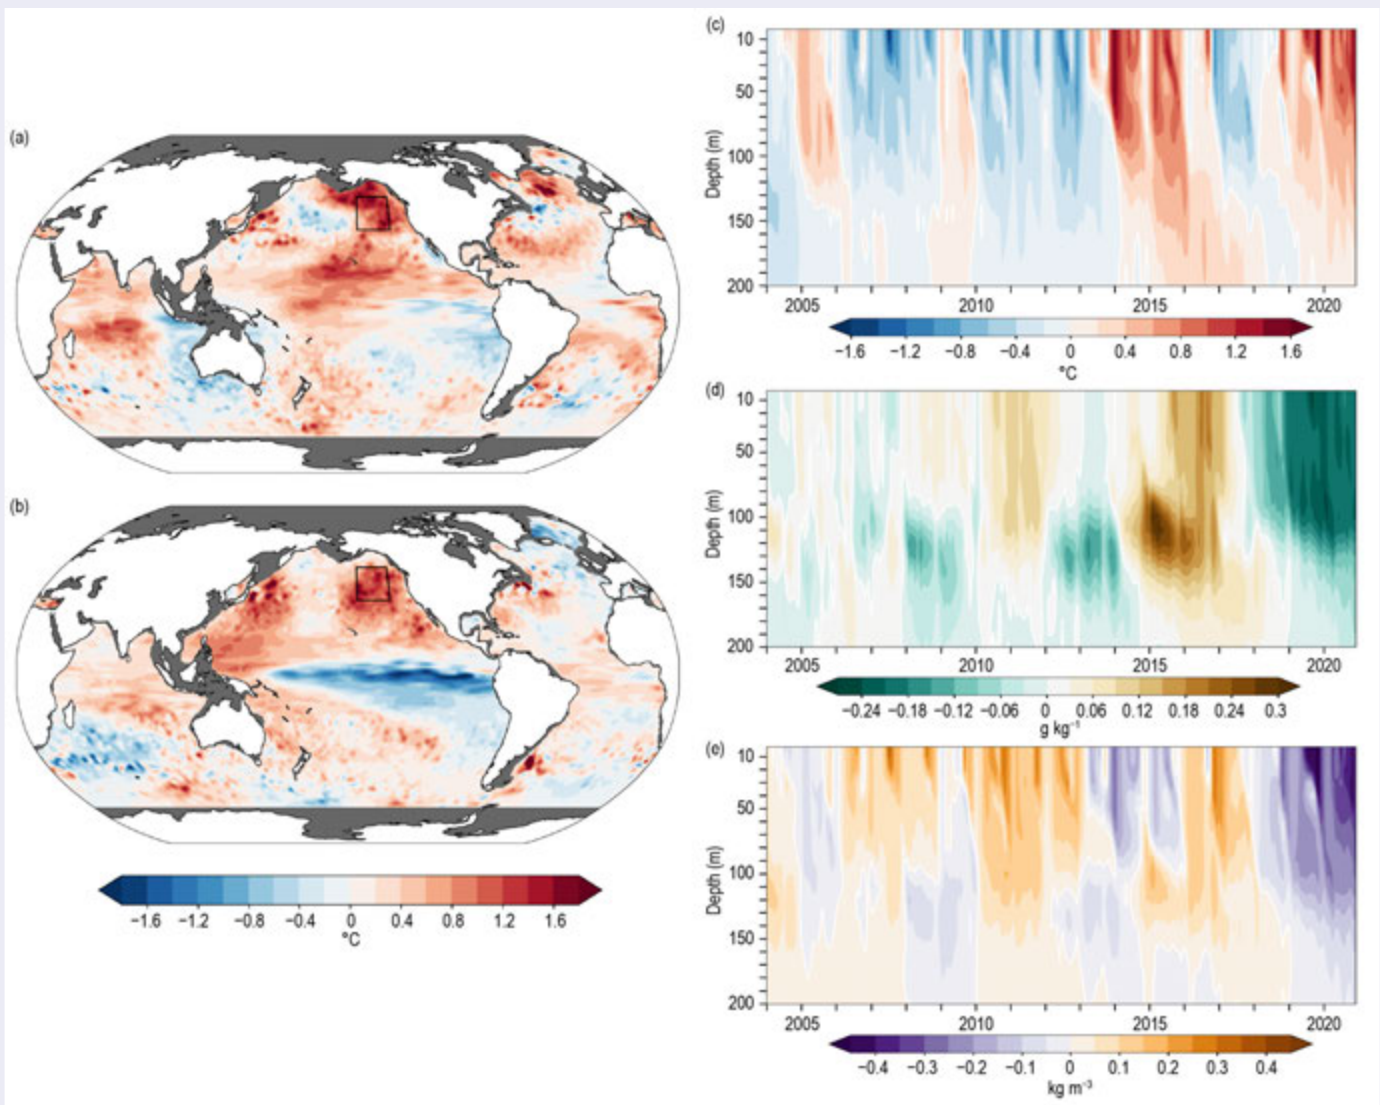 (a)
(b)
−1.6 −1.2 −0.8 −0.4 0 0.4 0.8 1.2 1.6
°C
(c)
10
50
100
150
200
Depth (m)
2005 2010 2015 2020
−1.6 −1.2 −0.8 −0.4 0 0.4 0.8 1.2 1.6
°C
(d)
10
50
100
150
200
Depth (m)
2005 2010 2015 2020
−0.24 −0.18 −0.12 −0.06 0 0.06 0.12 0.18 0.24 0.3
g kg⁻¹
(e)
10
50
100
150
200
Depth (m)
2005 2010 2015 2020
−0.4 −0.3 −0.2 −0.1 0 0.1 0.2 0.3 0.4
kg m⁻³